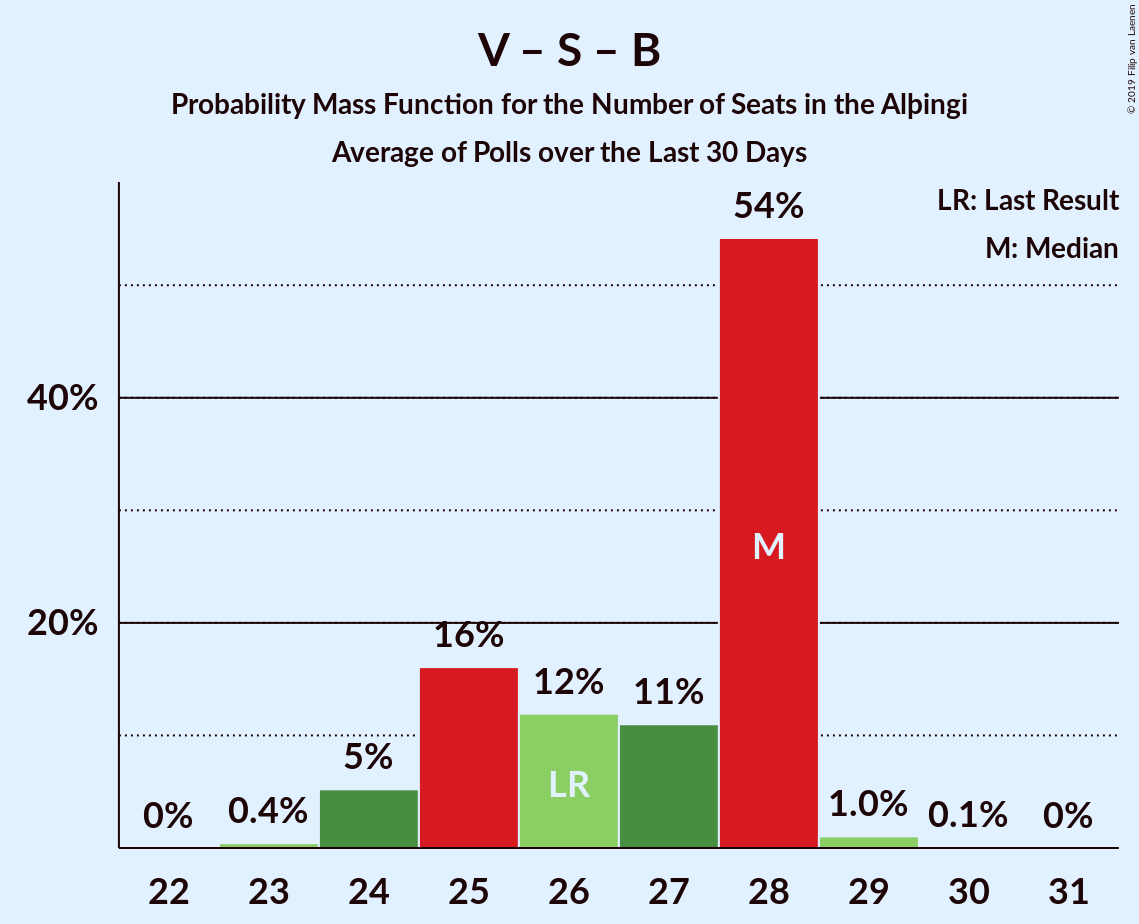 V – S – B
Probability Mass Function for the Number of Seats in the Alþingi
Average of Polls over the Last 30 Days
© 2019 Filip van Laenen
LR: Last Result
M: Median
54%
40%
M
20%
16%
12%
11%
5%
LR
0%
0.4%
1.0%
0.1%
0%
22 23 24 25 26 27 28 29 30 31